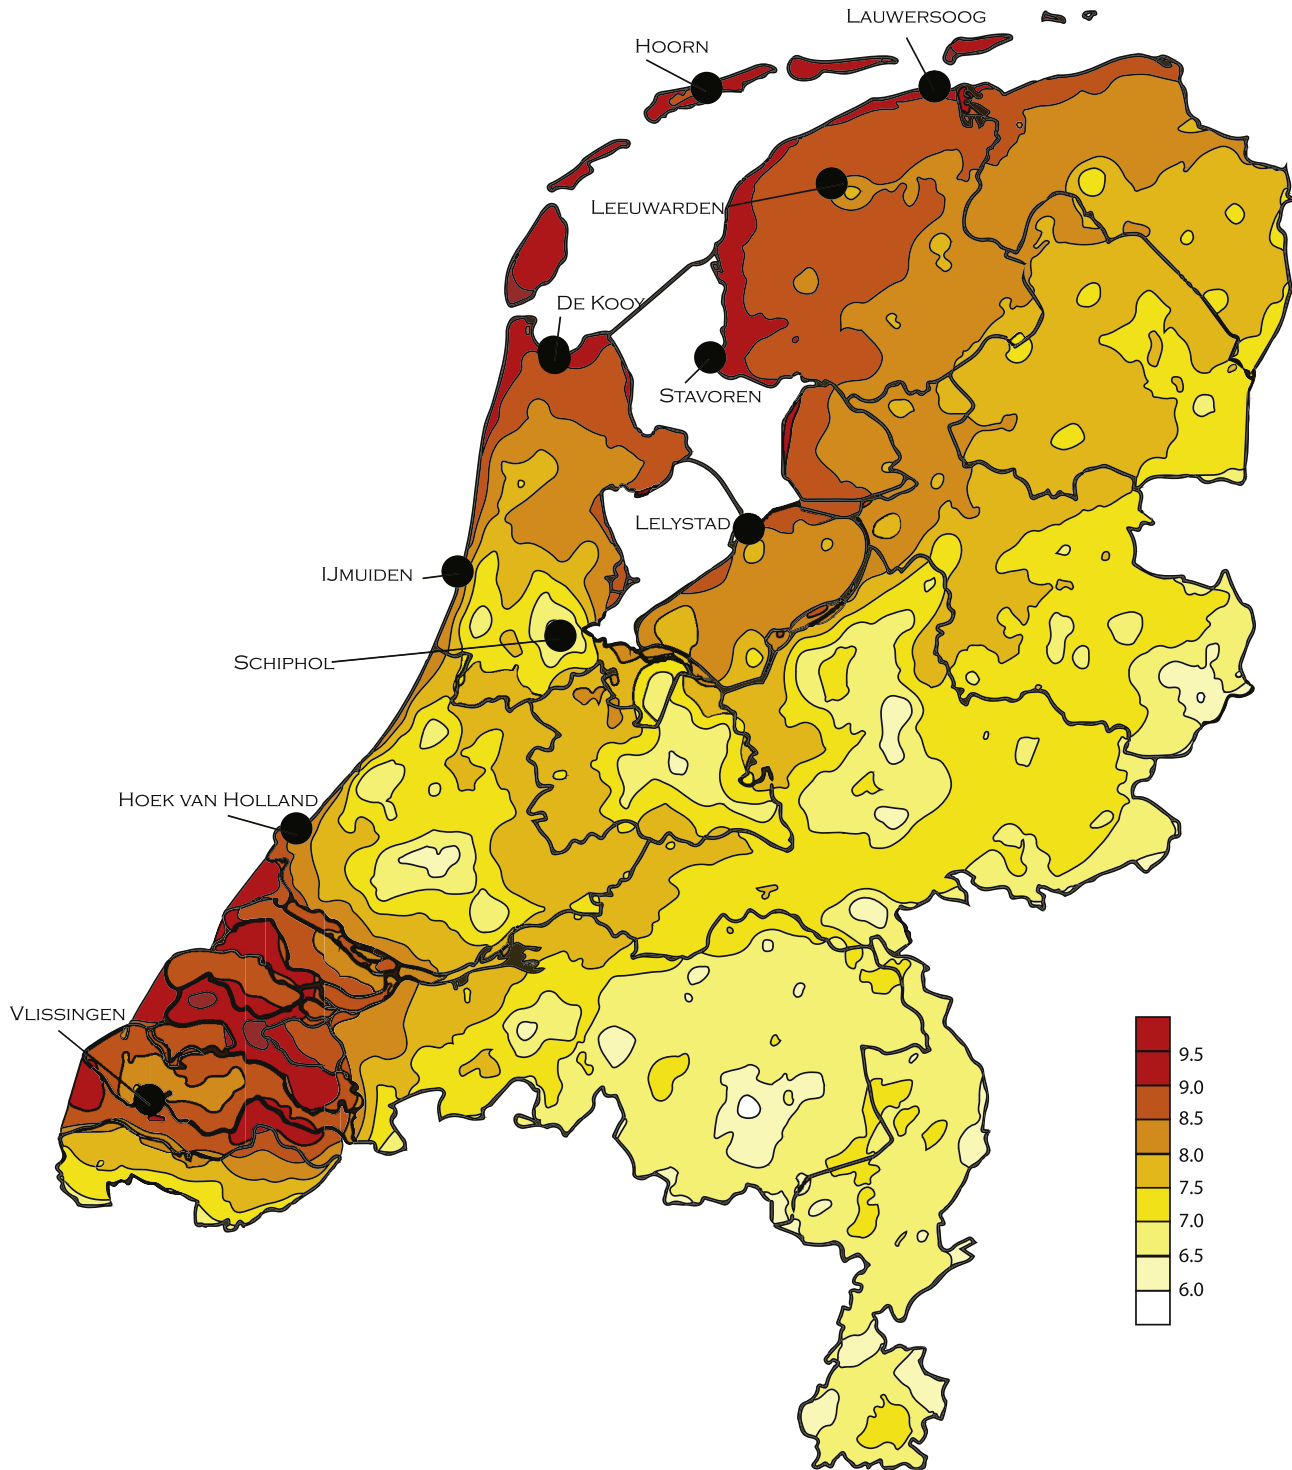 LAUWERSOOG
HOORN
LEEUWARDEN
DE KOOY
STAVOREN
LELYSTAD
IJMUIDEN
SCHIPHOL
HOEK VAN HOLLAND
VLISSINGEN
9.5
9.0
8.5
8.0
7.5
7.0
6.5
6.0